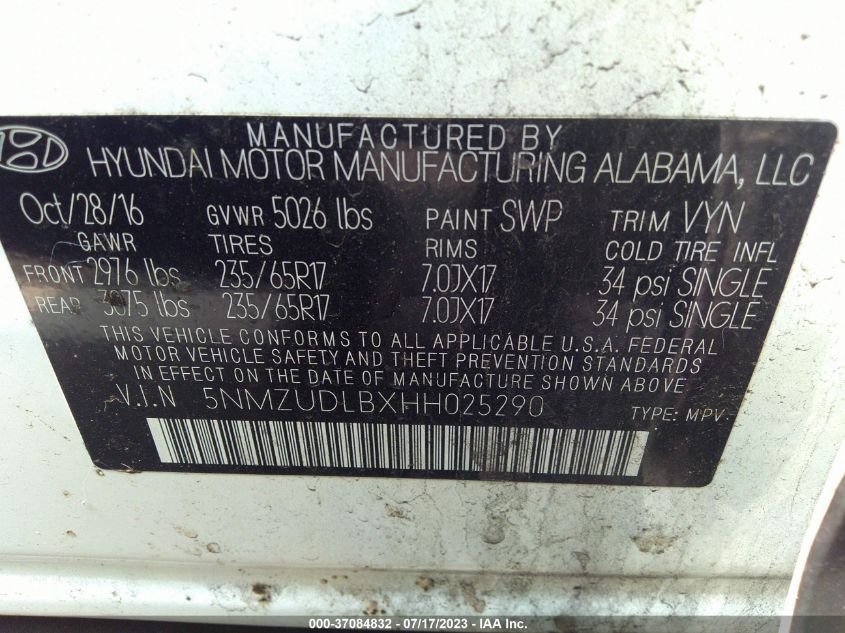 MANUFACTURED BY
HYUNDAI MOTOR MANUFACTURING ALABAMA, LLC
Oct/28/16 GVWR 5026 lbs PAINT SWP TRIM VYN
GAWR TIRES RIMS COLD TIRE INFL
FRONT 2976 lbs 235/65R17 7.0JX17 34 psi SINGLE
REAR 3075 lbs 235/65R17 7.0JX17 34 psi SINGLE
THIS VEHICLE CONFORMS TO ALL APPLICABLE U.S.A. FEDERAL
MOTOR VEHICLE SAFETY AND THEFT PREVENTION STANDARDS
IN EFFECT ON THE DATE OF MANUFACTURE SHOWN ABOVE.
V.I.N 5NMZUDLBXHH025290 TYPE: MPV
000-37084832 - 07/17/2023 - IAA Inc.